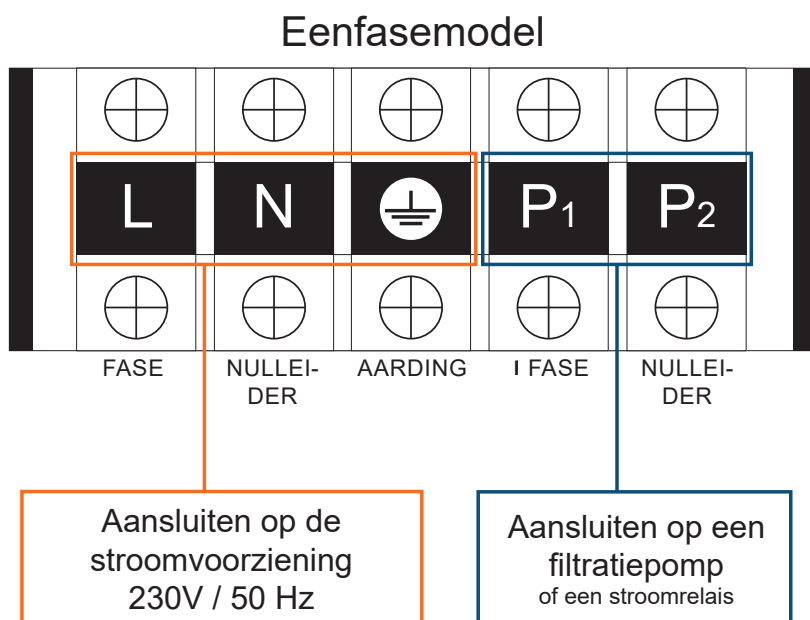 Eenfasemodel
L N P1 P2
FASE NULLEI- AARDING I FASE NULLEI-
DER DER
Aansluiten op de
stroomvoorziening
230V / 50 Hz
Aansluiten op een
filtratiepomp
of een stroomrelais